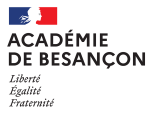 ACADÉMIE
DE BESANÇON
Liberté
Égalité
Fraternité